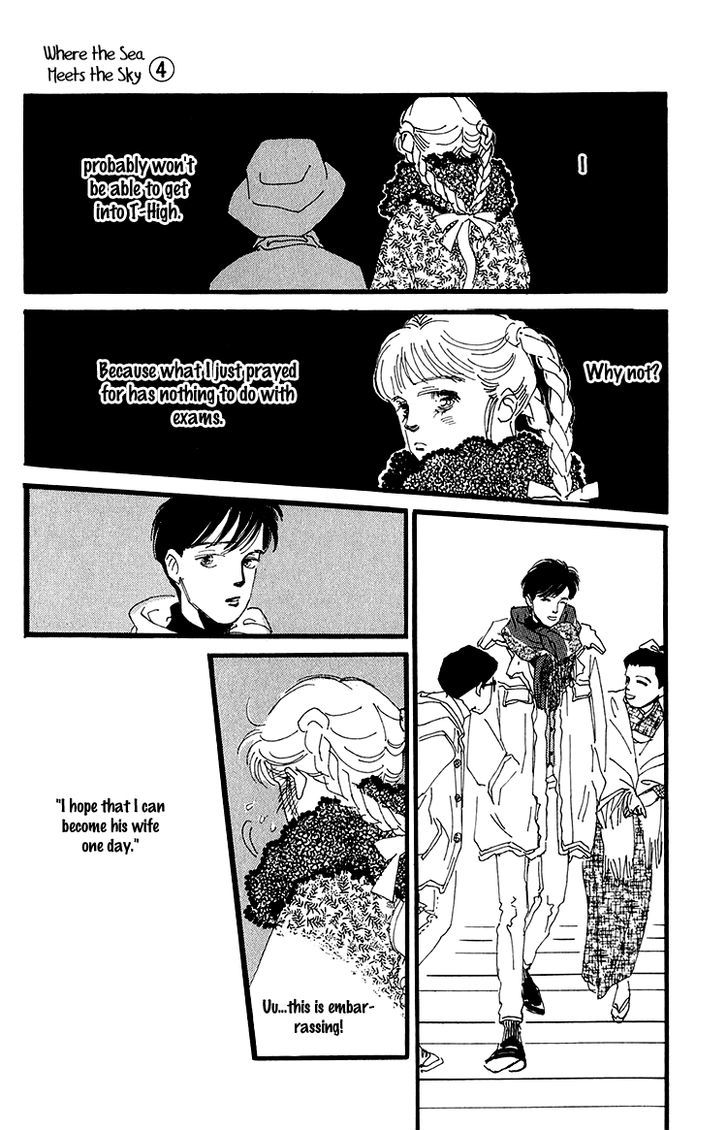 Where the Sea
Meets the Sky ④
I
probably won't
be able to get
into T-High.
Why not?
Because what I just prayed
for has nothing to do with
exams.
"I hope that I can
become his wife
one day."
Uu...this is embar-
rassing!